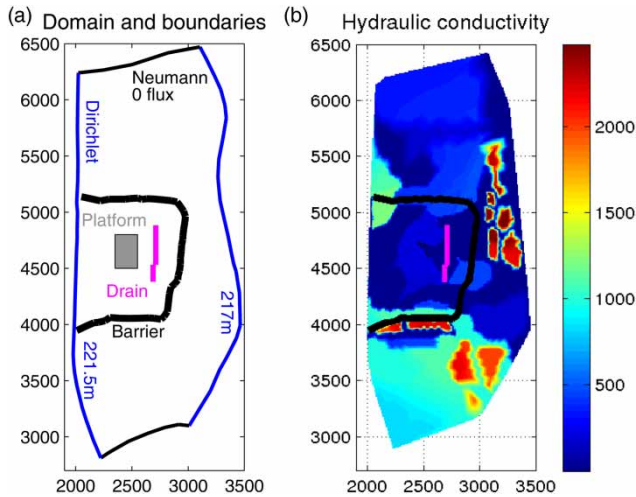 (a) Domain and boundaries
6500
6000
5500
5000
4500
4000
3500
3000
2000 2500 3000 3500
Neumann
0 flux
Dirichlet
Platform
Drain
Barrier
217m
221.5m
(b) Hydraulic conductivity
6500
6000
5500
5000
4500
4000
3500
3000
2000 2500 3000 3500
2000
1500
1000
500